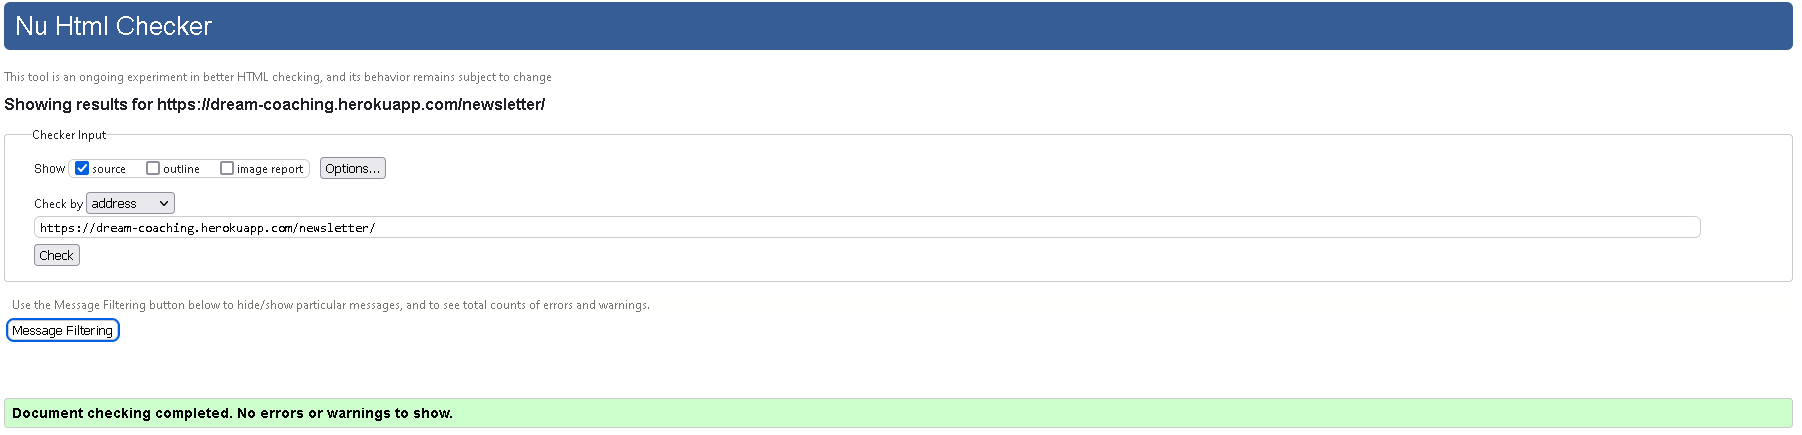 Nu Html Checker
This tool is an ongoing experiment in better HTML checking, and its behavior remains subject to change
Showing results for https://dream-coaching.herokuapp.com/newsletter/
Checker Input
Show source outline image report Options...
Check by address
https://dream-coaching.herokuapp.com/newsletter/
Check
Use the Message Filtering button below to hide/show particular messages, and to see total counts of errors and warnings.
Message Filtering
Document checking completed. No errors or warnings to show.